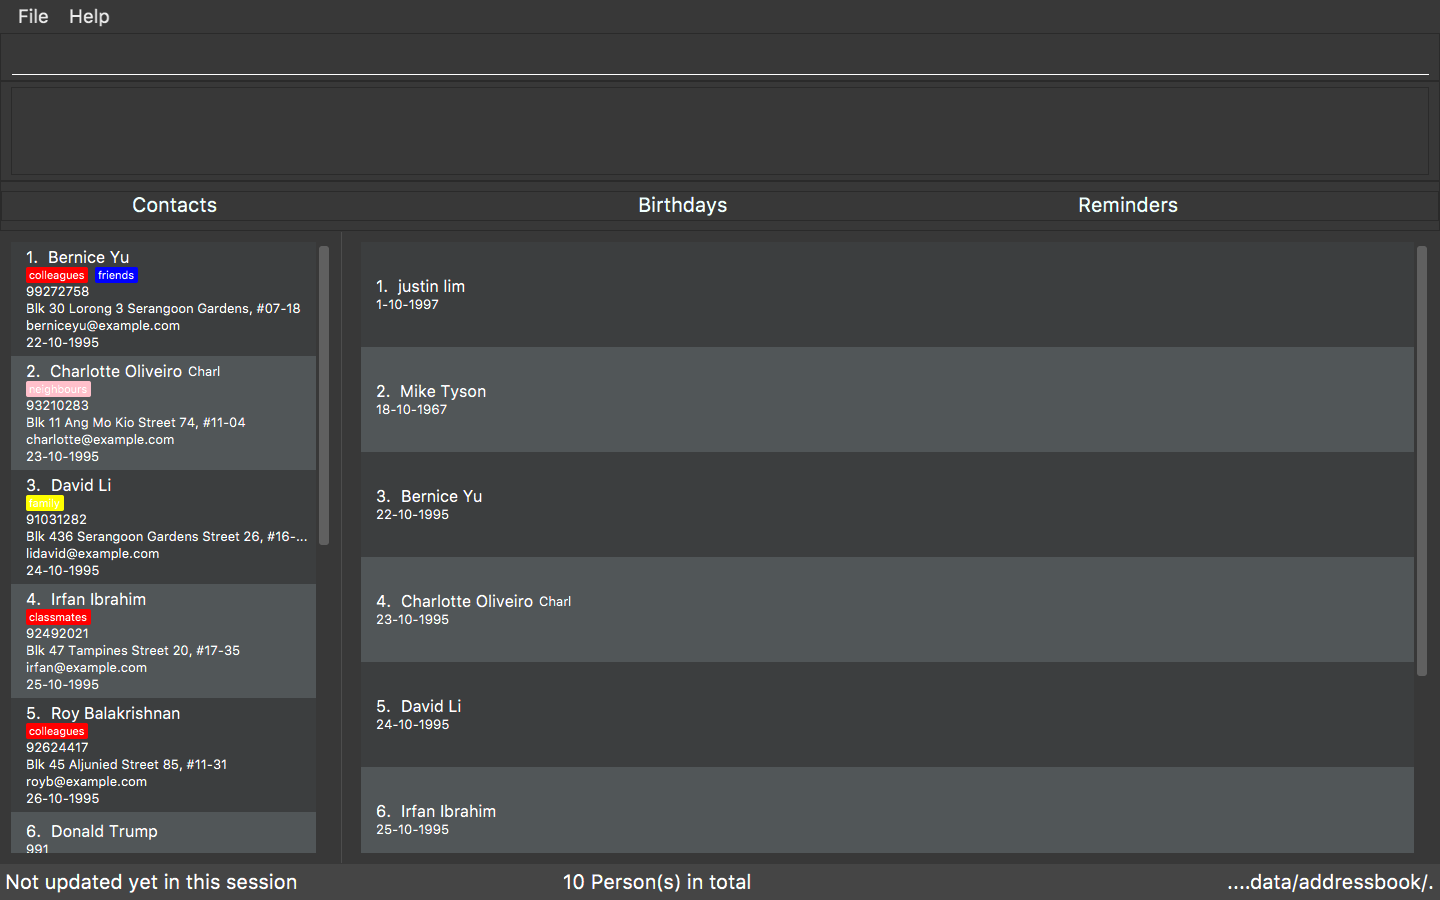 File Help
Contacts Birthdays Reminders
1. Bernice Yu
colleagues friends
99272758
Blk 30 Lorong 3 Serangoon Gardens, #07-18
berniceyu@example.com
22-10-1995
2. Charlotte Oliveiro Charl
neighbours
93210283
Blk 11 Ang Mo Kio Street 74, #11-04
charlotte@example.com
23-10-1995
3. David Li
family
91031282
Blk 436 Serangoon Gardens Street 26, #16-...
lidavid@example.com
24-10-1995
4. Irfan Ibrahim
classmates
92492021
Blk 47 Tampines Street 20, #17-35
irfan@example.com
25-10-1995
5. Roy Balakrishnan
colleagues
92624417
Blk 45 Aljunied Street 85, #11-31
royb@example.com
26-10-1995
6. Donald Trump
991
1. justin lim
1-10-1997
2. Mike Tyson
18-10-1967
3. Bernice Yu
22-10-1995
4. Charlotte Oliveiro Charl
23-10-1995
5. David Li
24-10-1995
6. Irfan Ibrahim
25-10-1995
Not updated yet in this session 10 Person(s) in total ....data/addressbook/.